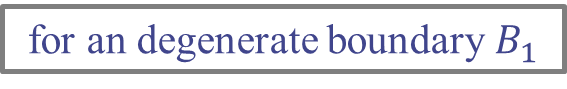 for an degenerate boundary B₁